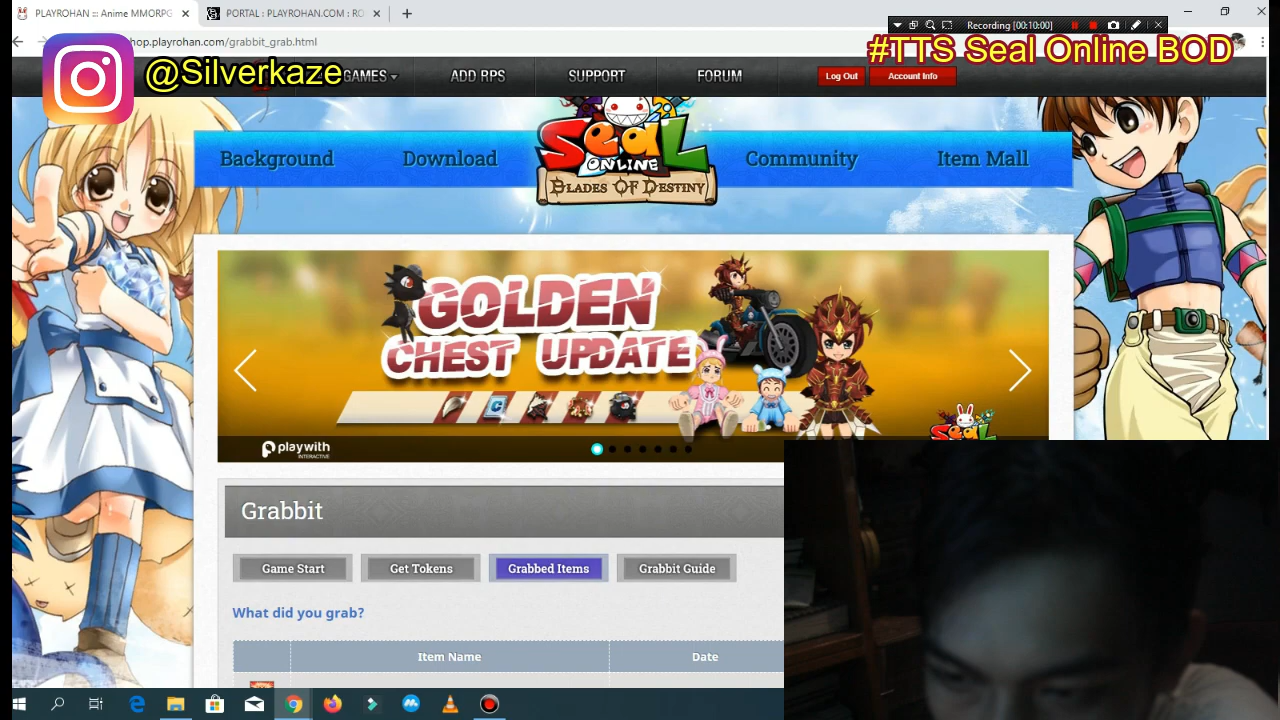 PLAYROHAN :: Anime MMORPG
PORTAL : PLAYROHAN.COM : RO
Recording [00:10:00]
hop.playrohan.com/grabbit_grab.html
#TTS Seal Online BOD
@Silverkaze
GAMES
ADD RPS
SUPPORT
FORUM
Log Out
Account Info
Background
Download
SeaL
ONLINE
BLADES OF DESTINY
Community
Item Mall
GOLDEN
CHEST UPDATE
playwith
INTERACTIVE
SeaL
Grabbit
Game Start
Get Tokens
Grabbed Items
Grabbit Guide
What did you grab?
Item Name
Date